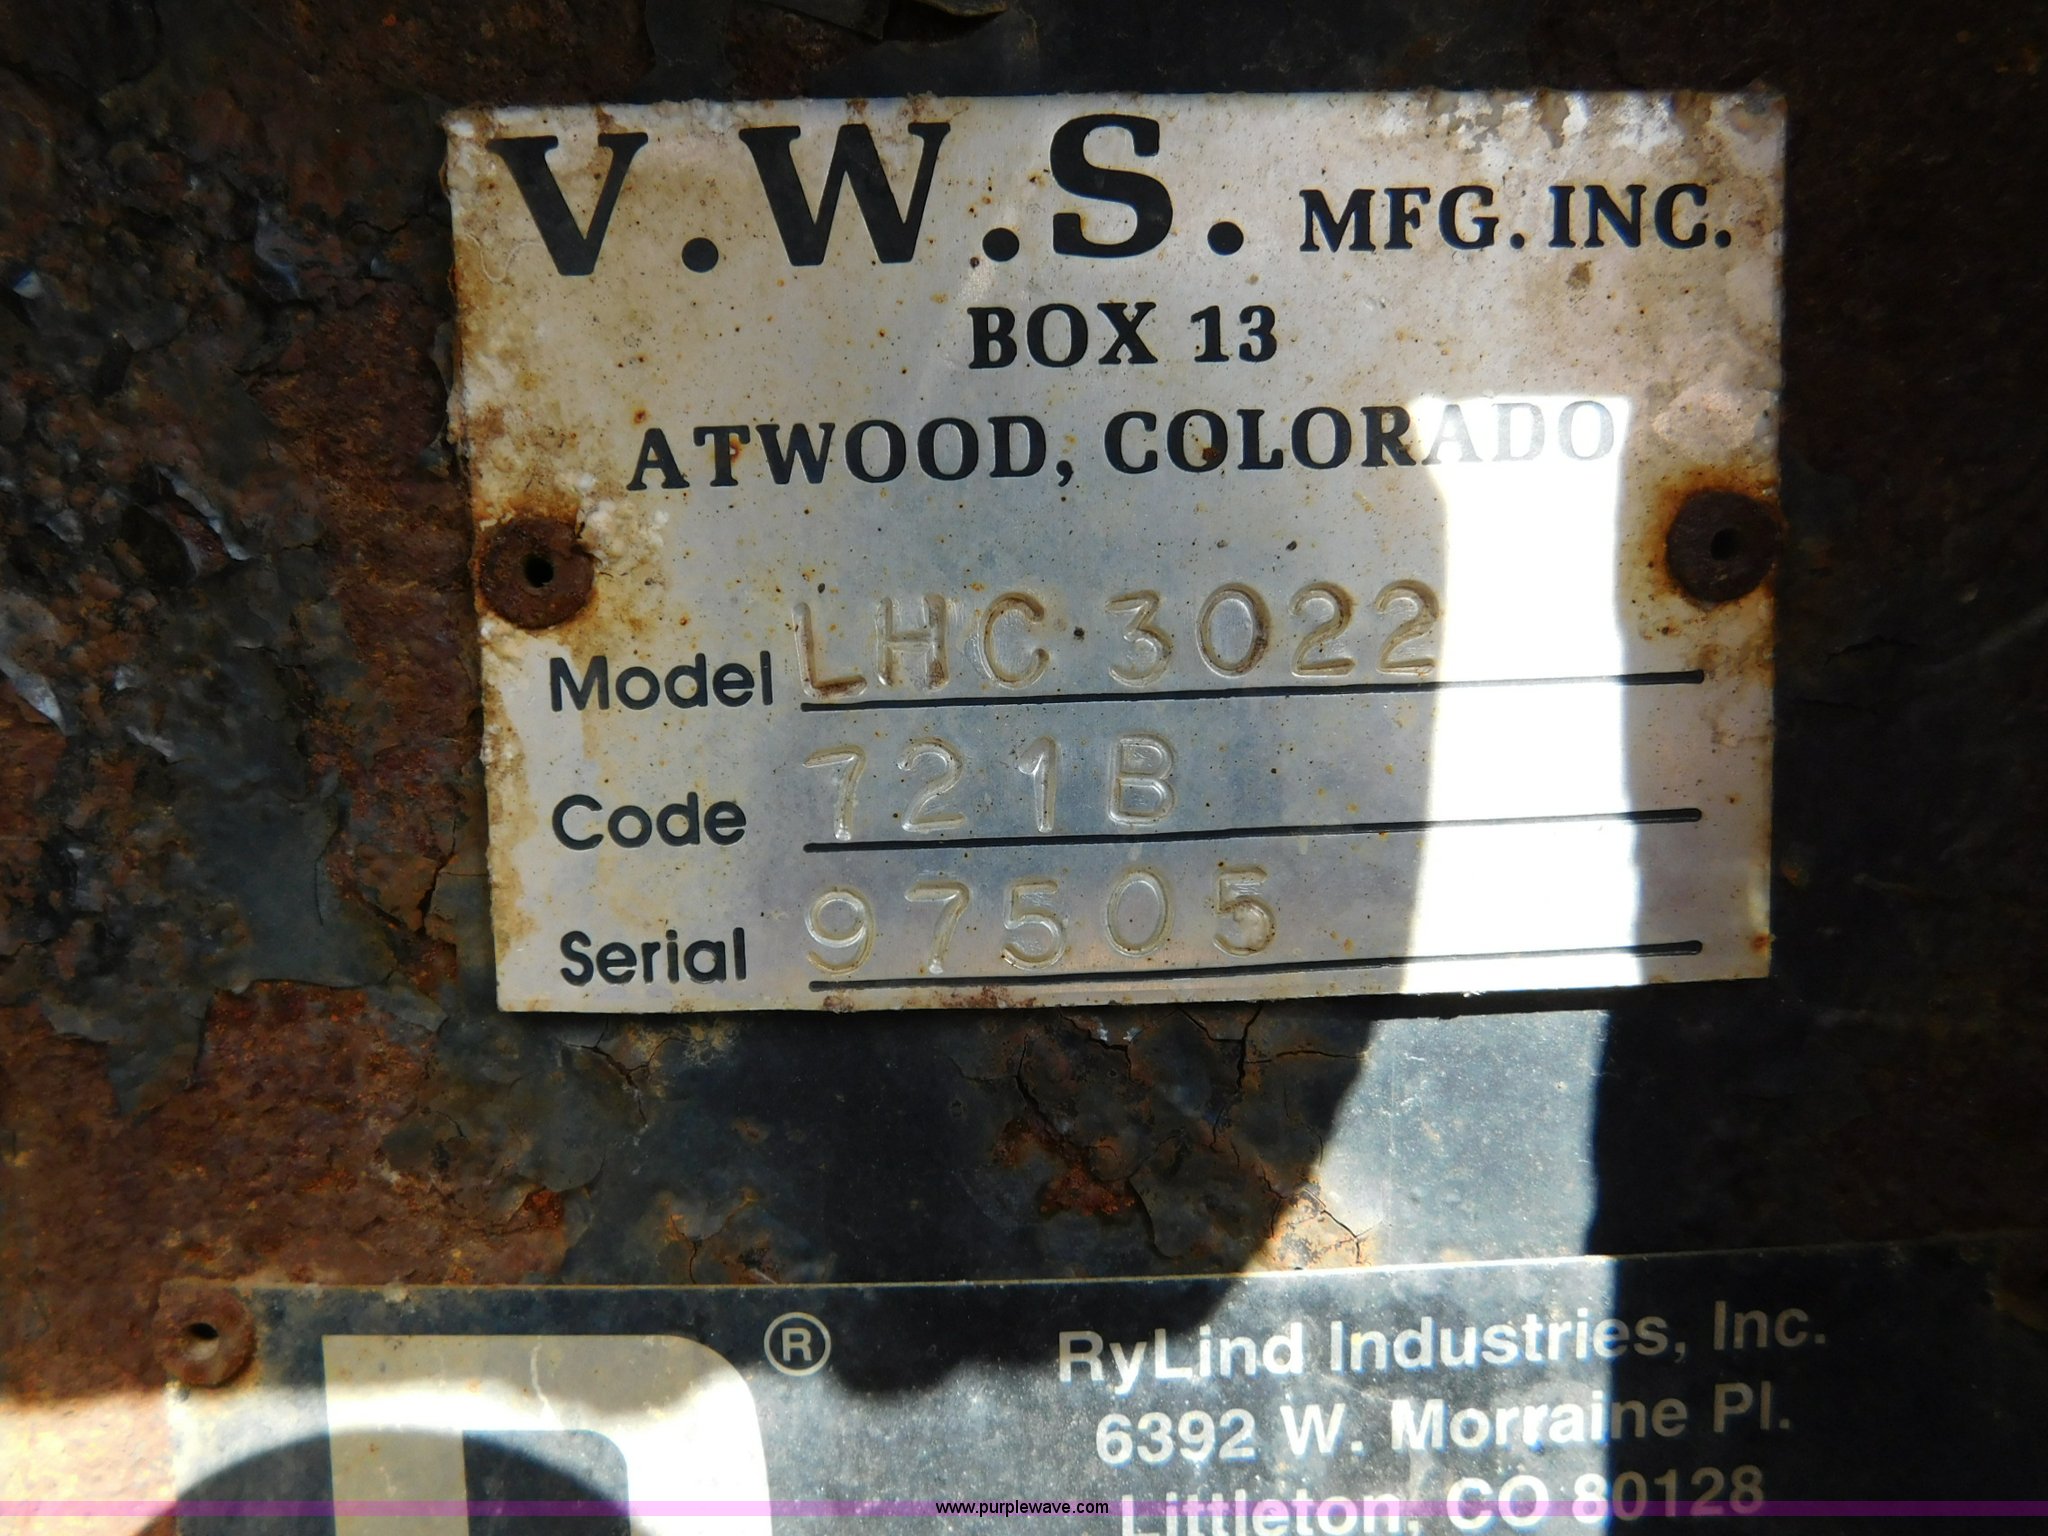 V.W.S. MFG. INC.
BOX 13
ATWOOD, COLORADO
Model LHC 3022
Code 721B
Serial 97505
®
RyLind Industries, Inc.
6392 W. Morraine Pl.
Littleton, CO 80128
www.purplewave.com